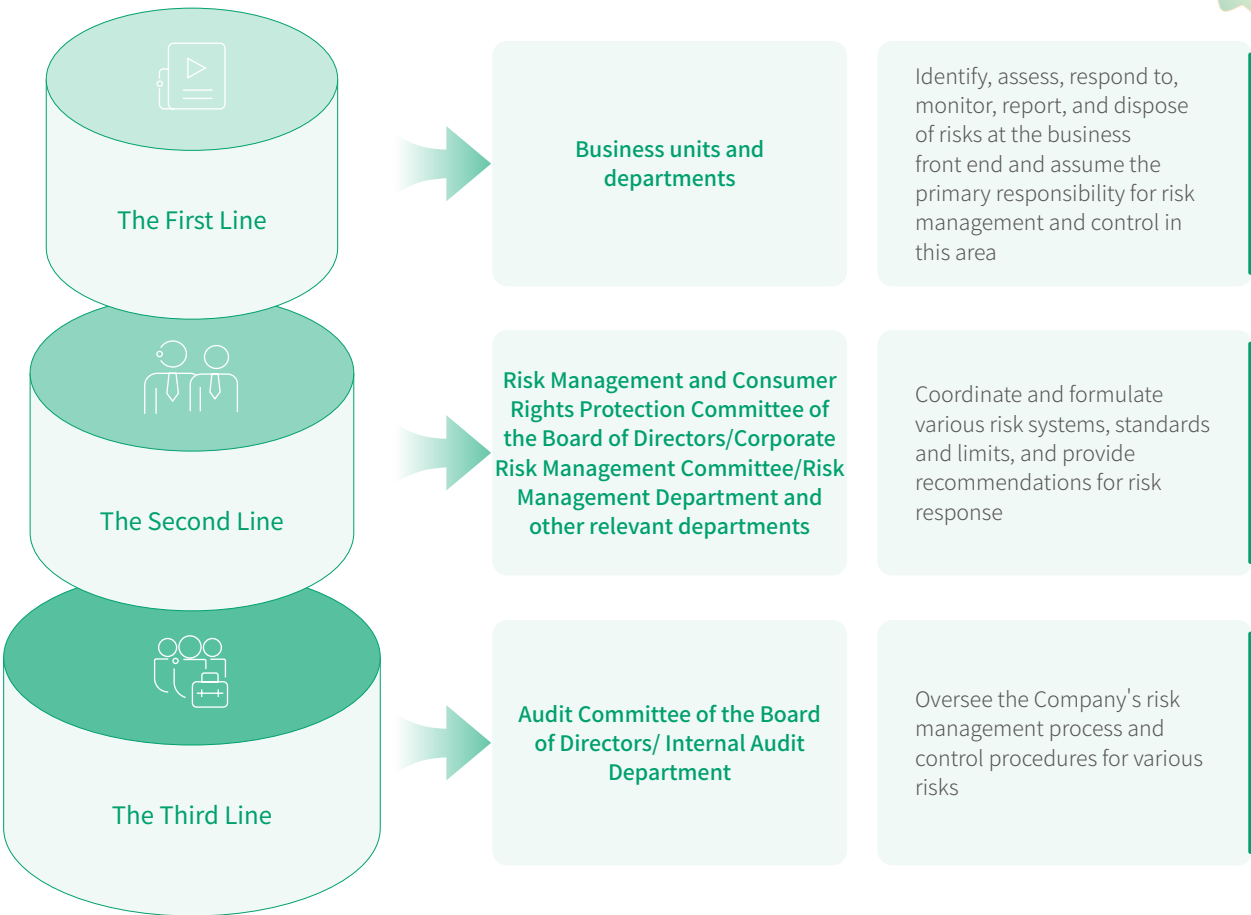 The First Line
Business units and
departments
Identify, assess, respond to,
monitor, report, and dispose
of risks at the business
front end and assume the
primary responsibility for risk
management and control in
this area
The Second Line
Risk Management and Consumer
Rights Protection Committee of
the Board of Directors/Corporate
Risk Management Committee/Risk
Management Department and
other relevant departments
Coordinate and formulate
various risk systems, standards
and limits, and provide
recommendations for risk
response
The Third Line
Audit Committee of the Board
of Directors/ Internal Audit
Department
Oversee the Company's risk
management process and
control procedures for various
risks